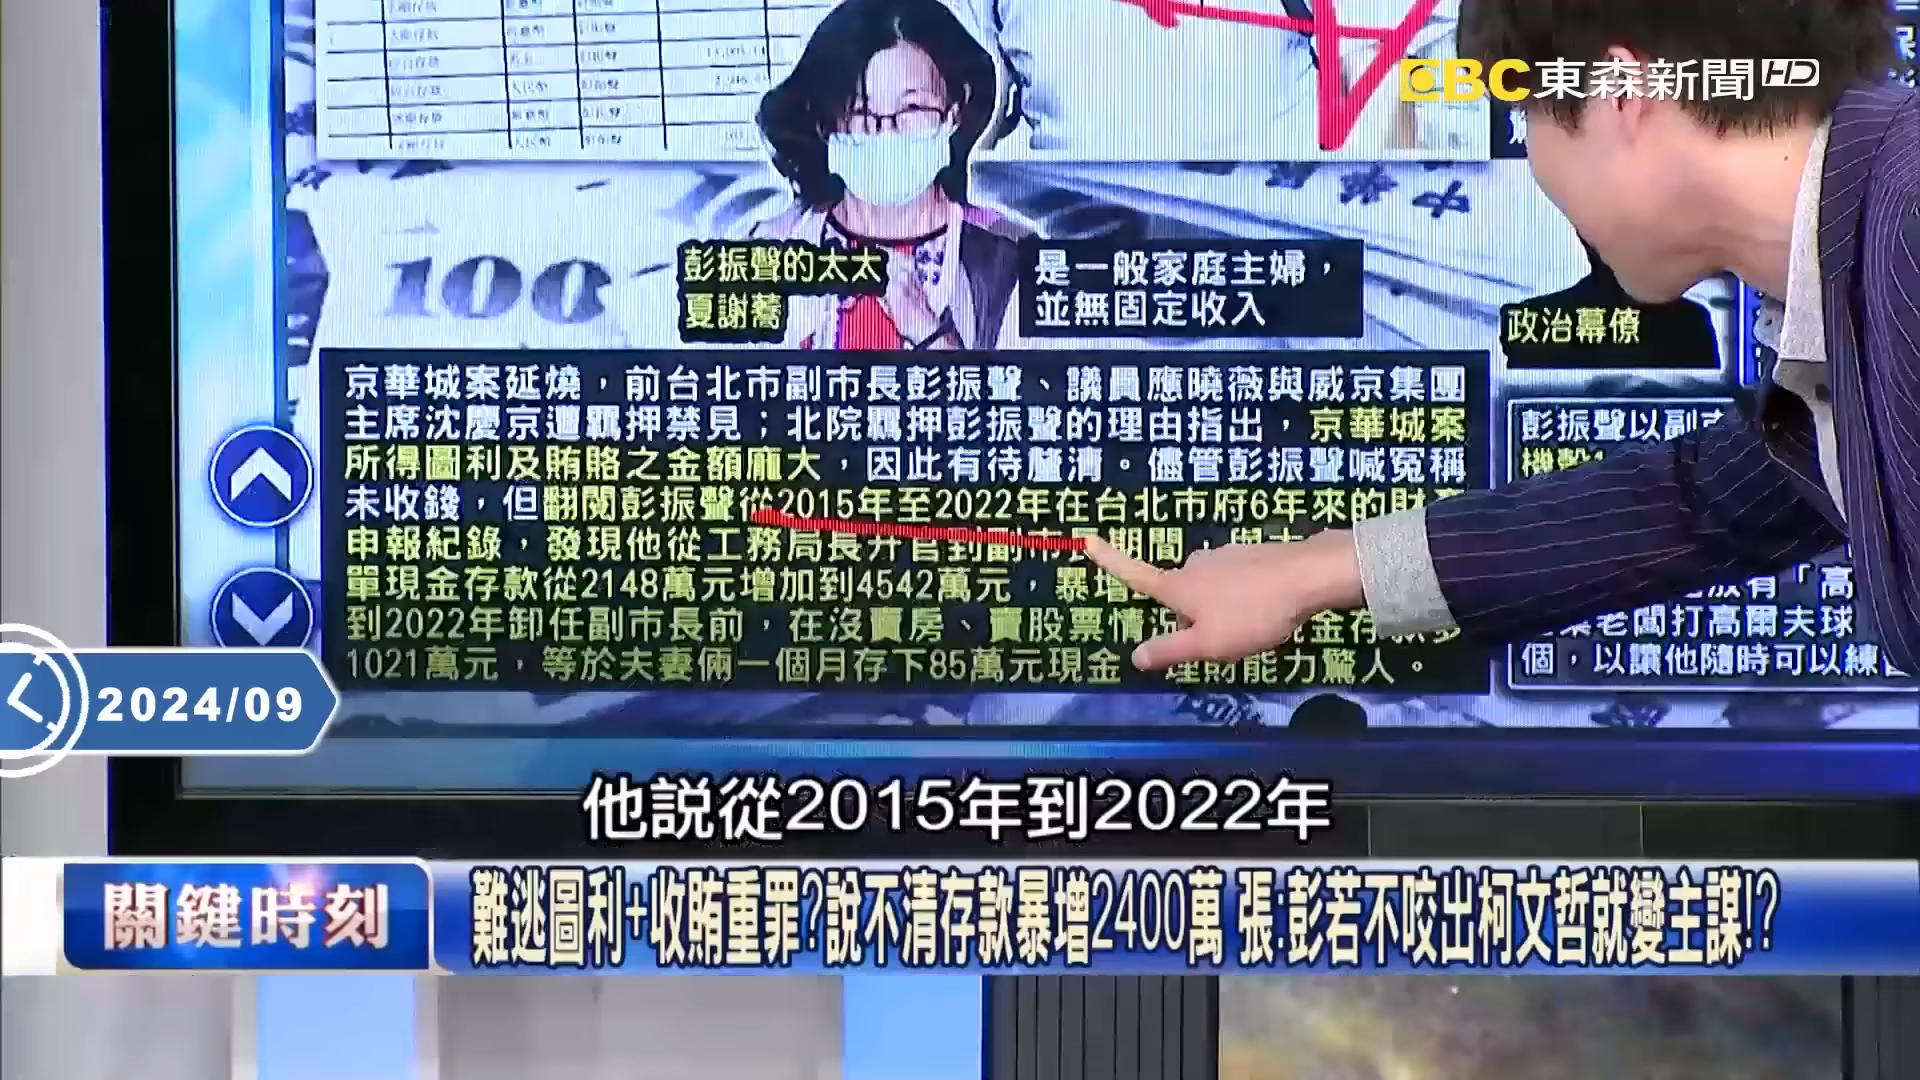 EBC東森新聞HD
彭振聲的太太
夏謝蕎
是一般家庭主婦，
並無固定收入
政治幕僚
京華城案延燒，前台北市副市長彭振聲、議員應曉薇與威京集團
主席沈慶京遭羈押禁見；北院羈押彭振聲的理由指出，京華城案
所得圖利及賄賂之金額龐大，因此有待釐清。儘管彭振聲喊冤稱
未收錢，但翻閱彭振聲從2015年至2022年在台北市府6年來的財產
申報紀錄，發現他從工務局長升官到副市長期間，與太
單現金存款從2148萬元增加到4542萬元，暴增
到2022年卸任副市長前，在沒賣房、賣股票情況 現金存款多
1021萬元，等於夫妻倆一個月存下85萬元現金 理財能力驚人。
彭振聲以副市
有「高
老闆打高爾夫球
個，以讓他隨時可以練習
2024/09
他説從2015年到2022年
關鍵時刻
難逃圖利+收賄重罪?說不清存款暴增2400萬 張:彭若不咬出柯文哲就變主謀!?